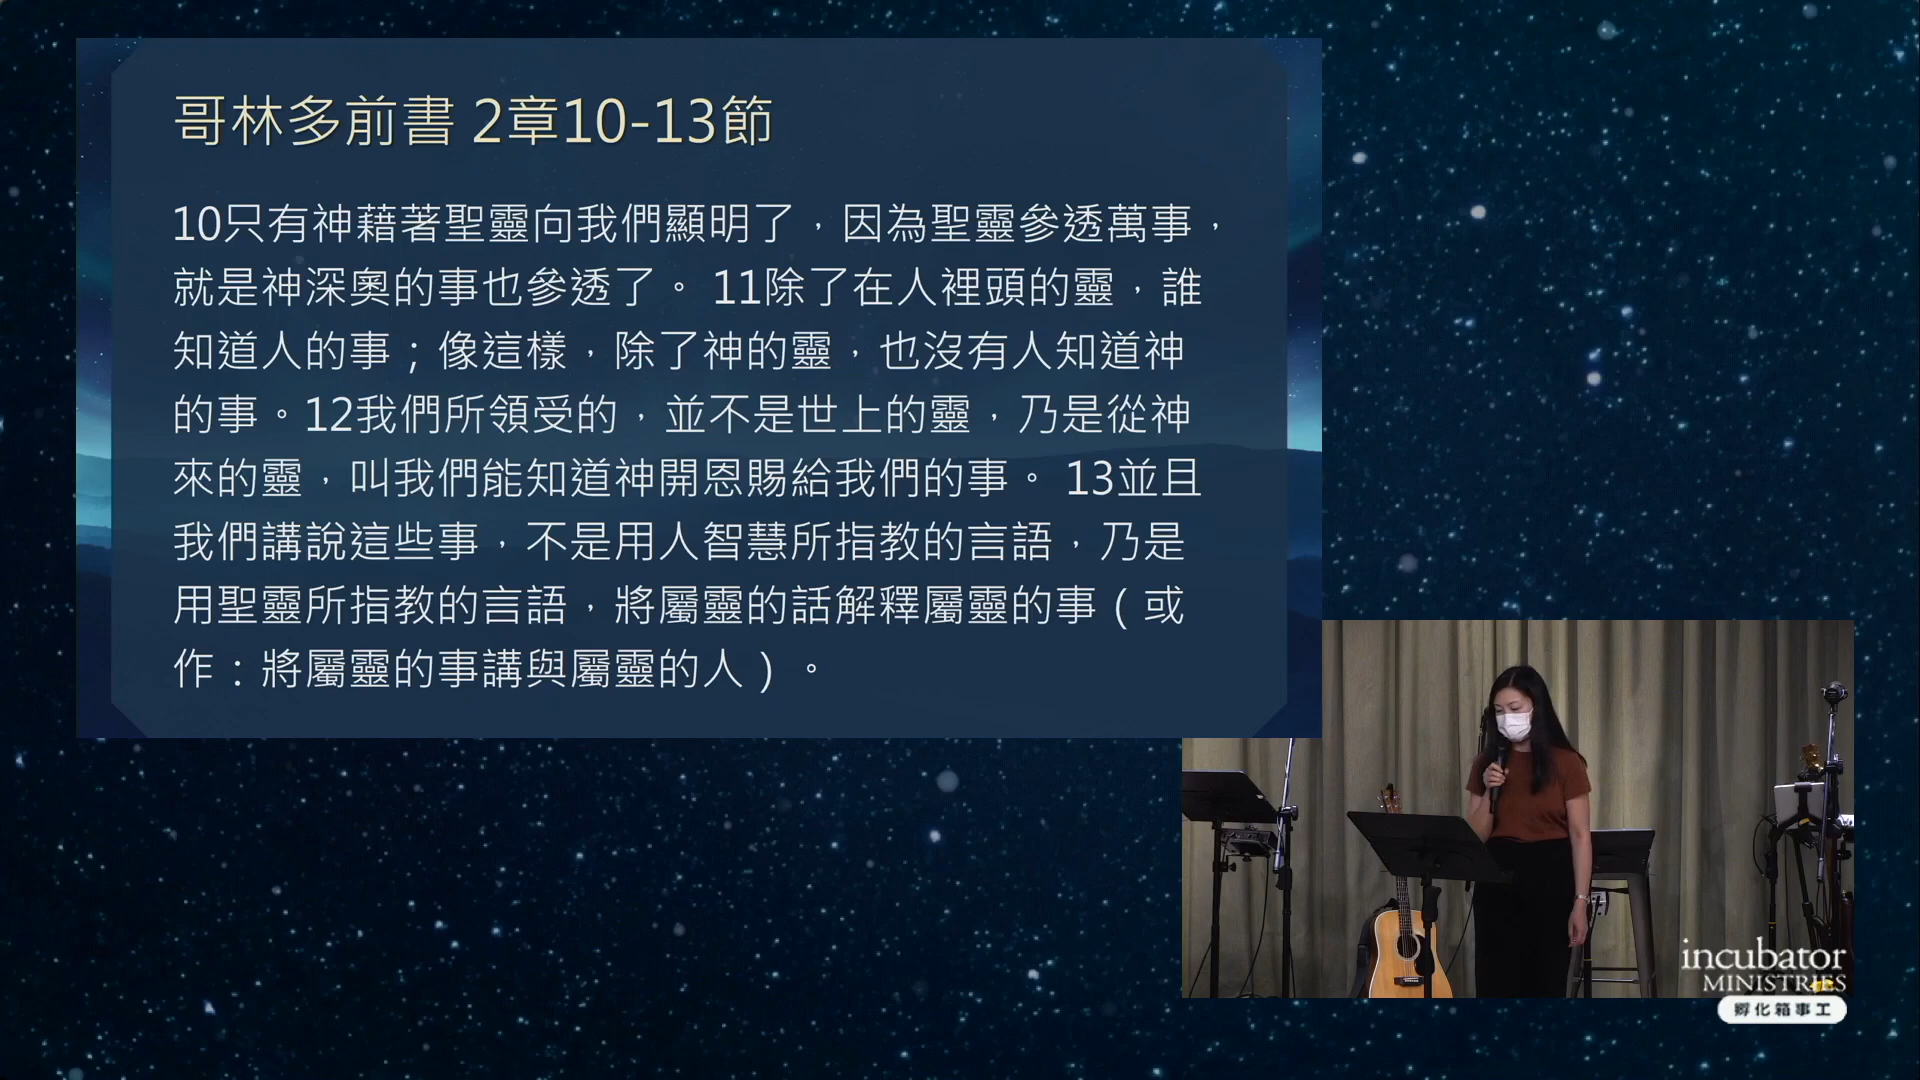 哥林多前書 2章10-13節
10只有神藉著聖靈向我們顯明了，因為聖靈參透萬事，
就是神深奧的事也參透了。 11除了在人裡頭的靈，誰
知道人的事；像這樣，除了神的靈，也沒有人知道神
的事。12我們所領受的，並不是世上的靈，乃是從神
來的靈，叫我們能知道神開恩賜給我們的事。 13並且
我們講說這些事，不是用人智慧所指教的言語，乃是
用聖靈所指教的言語，將屬靈的話解釋屬靈的事（或
作：將屬靈的事講與屬靈的人）。
incubator
MINISTRIES
孵化箱事工